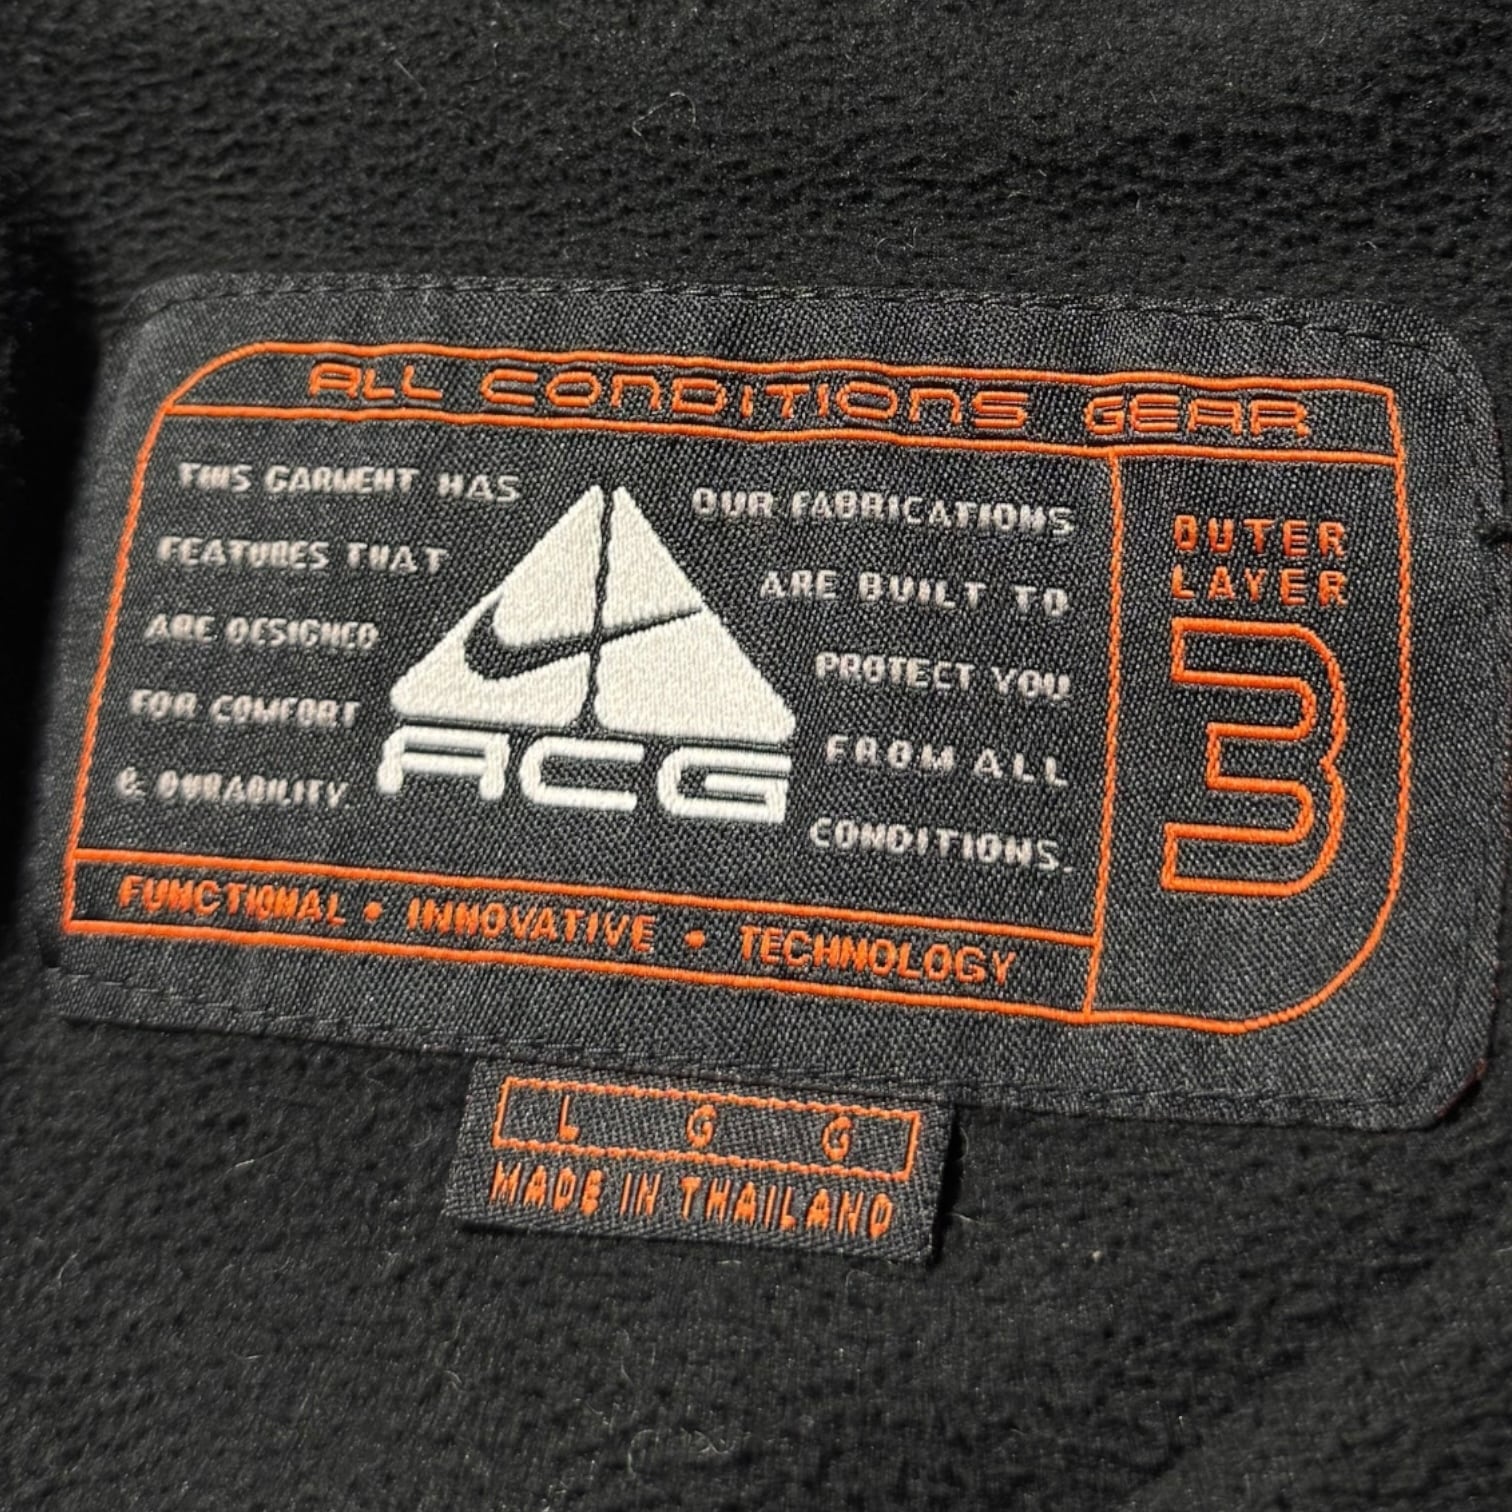 ALL CONDITIONS GEAR
THIS GARMENT HAS
FEATURES THAT
ARE DESIGNED
FOR COMFORT
& DURABILITY.
ACG
OUR FABRICATIONS
ARE BUILT TO
PROTECT YOU
FROM ALL
CONDITIONS.
OUTER
LAYER
3
FUNCTIONAL • INNOVATIVE • TECHNOLOGY
L G G
MADE IN THAILAND